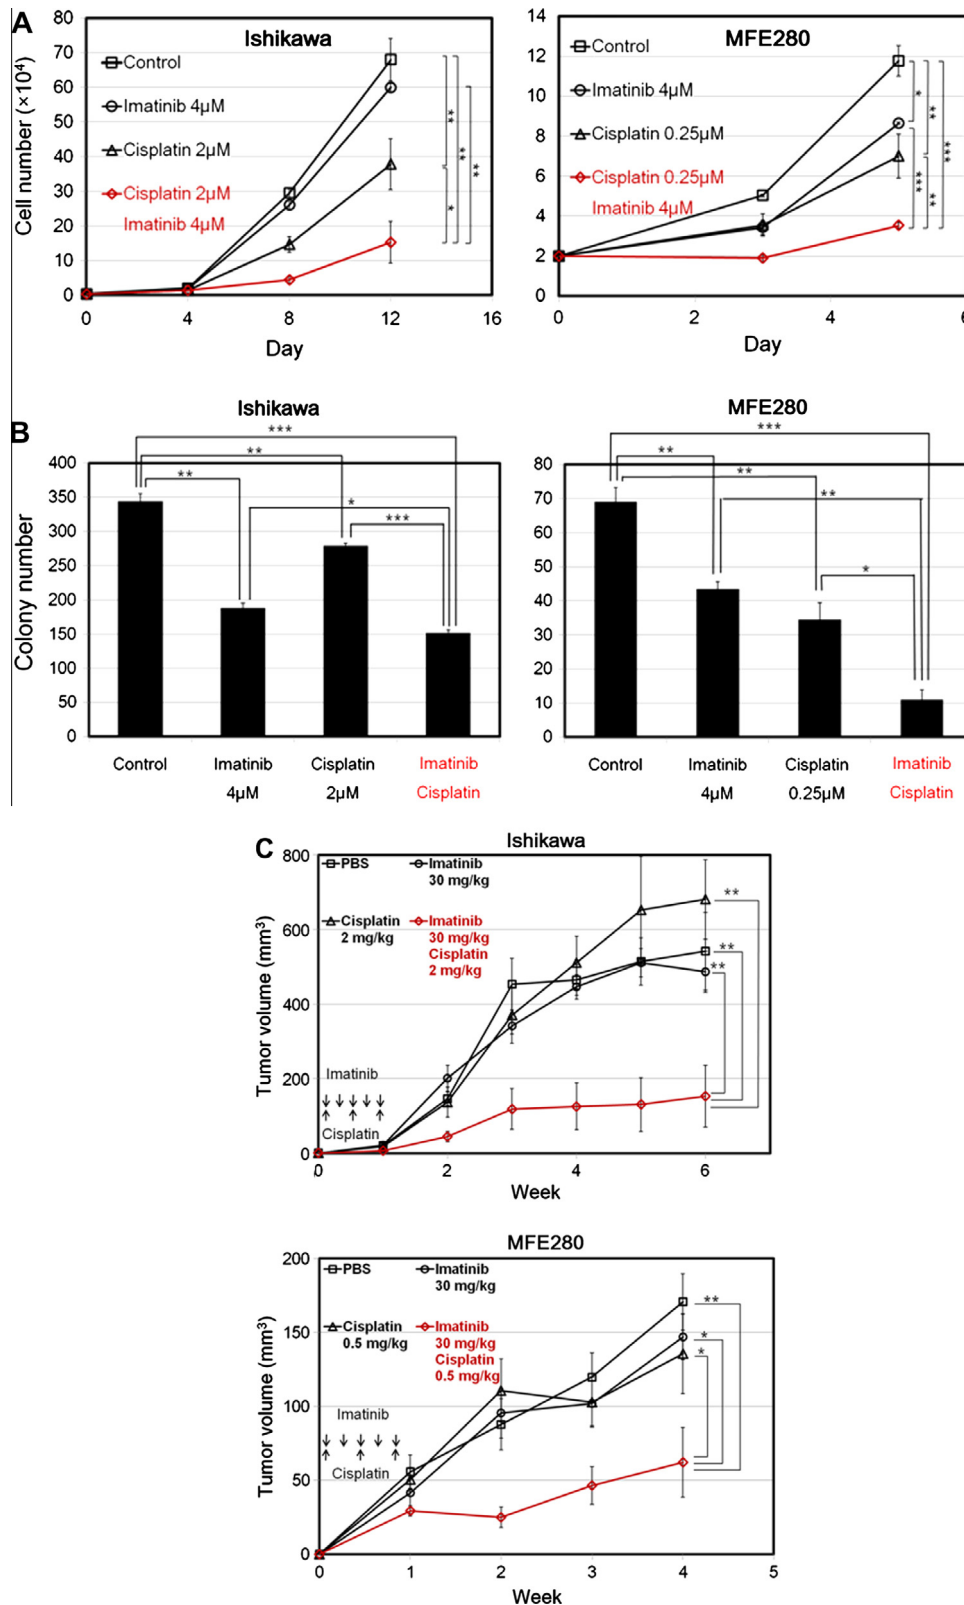 A
Ishikawa
Cell number (×10⁴)
80
70
60
50
40
30
20
10
0
Control
Imatinib 4μM
Cisplatin 2μM
Cisplatin 2μM
Imatinib 4μM
**
***
**
*
0
4
8
12
16
Day
MFE280
14
12
10
8
6
4
2
0
Control
Imatinib 4μM
Cisplatin 0.25μM
Cisplatin 0.25μM
Imatinib 4μM
*
**
***
***
**
0
2
4
6
Day
B
Ishikawa
Colony number
400
350
300
250
200
150
100
50
0
***
**
**
*
***
Control
Imatinib
4μM
Cisplatin
2μM
Imatinib
Cisplatin
MFE280
80
70
60
50
40
30
20
10
0
***
**
**
**
*
Control
Imatinib
4μM
Cisplatin
0.25μM
Imatinib
Cisplatin
C
Ishikawa
Tumor volume (mm³)
800
600
400
200
0
PBS
Imatinib
30 mg/kg
Cisplatin
2 mg/kg
Imatinib
30 mg/kg
Cisplatin
2 mg/kg
**
**
**
Imatinib
Cisplatin
0
2
4
6
Week
MFE280
Tumor volume (mm³)
200
150
100
50
0
PBS
Imatinib
30 mg/kg
Cisplatin
0.5 mg/kg
Imatinib
30 mg/kg
Cisplatin
0.5 mg/kg
**
*
*
Imatinib
Cisplatin
0
1
2
3
4
5
Week